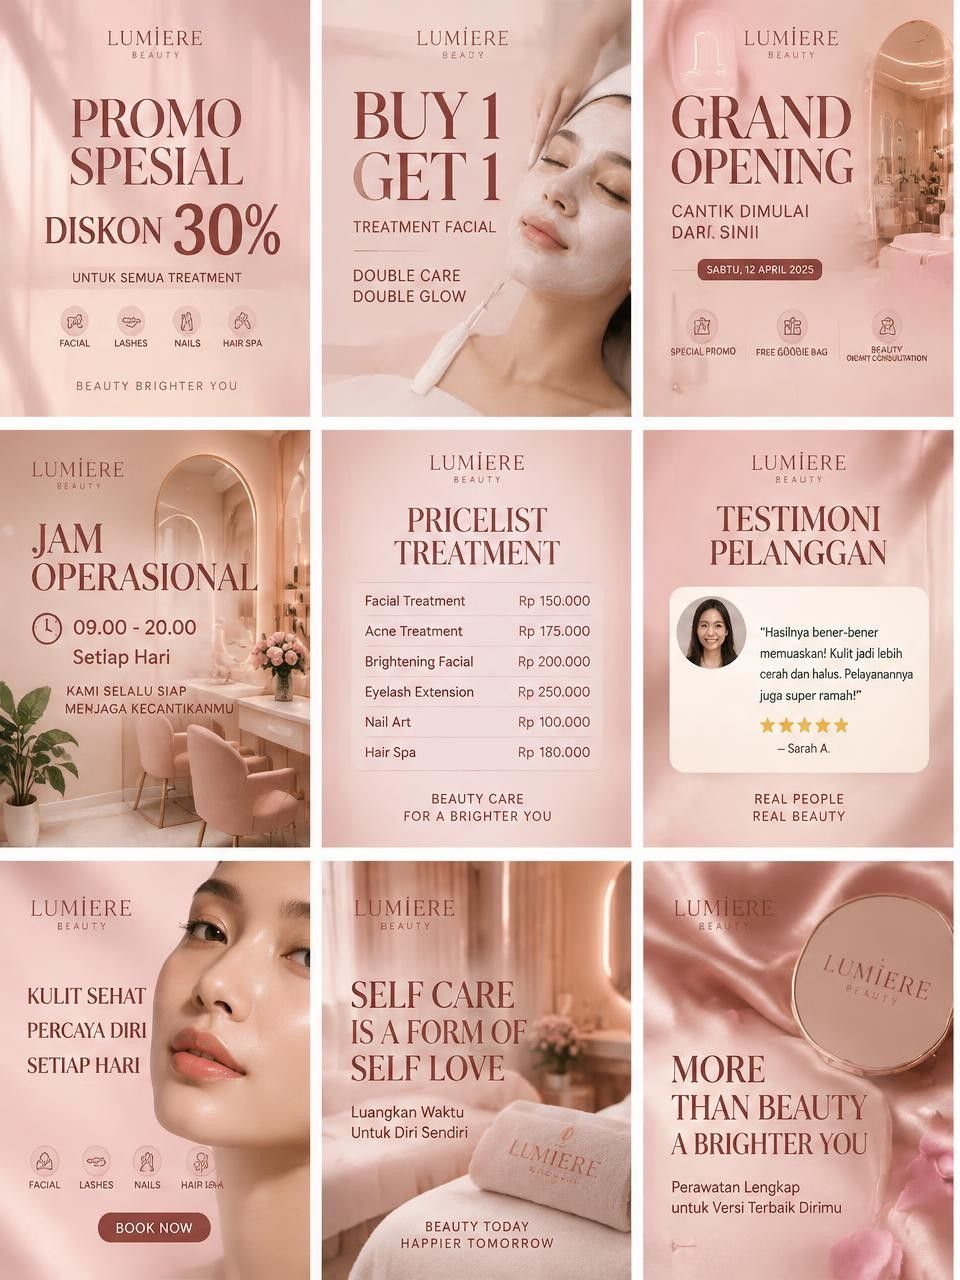 LUMIERE
BEAUTY
PROMO
SPESIAL
DISKON 30%
UNTUK SEMUA TREATMENT
FACIAL
LASHES
NAILS
HAIR SPA
BEAUTY BRIGHTER YOU
LUMIERE
BEAUTY
BUY 1
GET 1
TREATMENT FACIAL
DOUBLE CARE
DOUBLE GLOW
LUMIERE
BEAUTY
GRAND
OPENING
CANTIK DIMULAI
DARI. SINII
SABTU, 12 APRIL 2025
SPECIAL PROMO
FREE GOODIE BAG
BEAUTY
LUMIERE
BEAUTY
JAM
OPERASIONAL
09.00 - 20.00
Setiap Hari
KAMI SELALU SIAP
MENJAGA KECANTIKANMU
LUMIERE
BEAUTY
PRICELIST
TREATMENT
Facial Treatment Rp 150.000
Acne Treatment Rp 175.000
Brightening Facial Rp 200.000
Eyelash Extension Rp 250.000
Nail Art Rp 100.000
Hair Spa Rp 180.000
BEAUTY CARE
FOR A BRIGHTER YOU
LUMIERE
BEAUTY
TESTIMONI
PELANGGAN
“Hasilnya bener-bener
memuaskan! Kulit jadi lebih
cerah dan halus. Pelayanannya
juga super ramah!”
– Sarah A.
REAL PEOPLE
REAL BEAUTY
LUMIERE
BEAUTY
KULIT SEHAT
PERCAYA DIRI
SETIAP HARI
FACIAL
LASHES
NAILS
HAIR
BOOK NOW
LUMIERE
BEAUTY
SELF CARE
IS A FORM OF
SELF LOVE
Luangkan Waktu
Untuk Diri Sendiri
LUMIERE
BEAUTY TODAY
HAPPIER TOMORROW
LUMIERE
BEAUTY
LUMIERE
BEAUTY
MORE
THAN BEAUTY
A BRIGHTER YOU
Perawatan Lengkap
untuk Versi Terbaik Dirimu